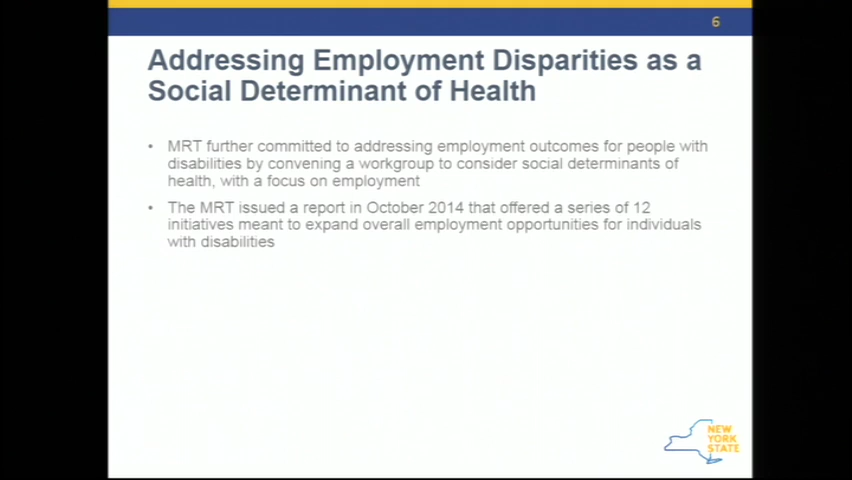 6
Addressing Employment Disparities as a
Social Determinant of Health
• MRT further committed to addressing employment outcomes for people with
disabilities by convening a workgroup to consider social determinants of
health, with a focus on employment
• The MRT issued a report in October 2014 that offered a series of 12
initiatives meant to expand overall employment opportunities for individuals
with disabilities
NEW
YORK
STATE